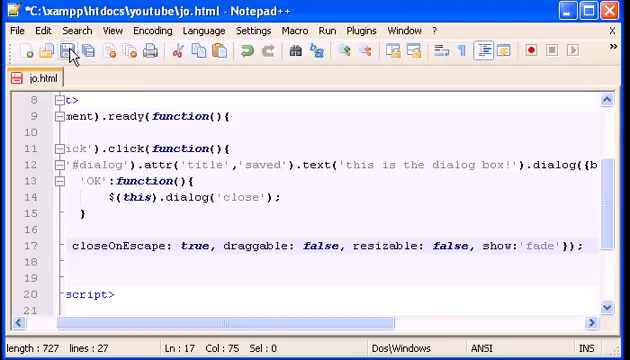 *C:\xampp\htdocs\youtube\jo.html - Notepad++
File Edit Search View Encoding Language Settings Macro Run Plugins Window ? X
jo.html
8 t>
9 ment).ready(function(){
10
11 ick').click(function(){
12 '#dialog').attr('title','saved').text('this is the dialog box!').dialog({b
13 'OK':function(){
14 $(this).dialog('close');
15 }
16
17 closeOnEscape: true, draggable: false, resizable: false, show:'fade'});
18
19
20 script>
21
length : 727 lines : 27 Ln : 17 Col : 75 Sel : 0 Dos\Windows ANSI INS